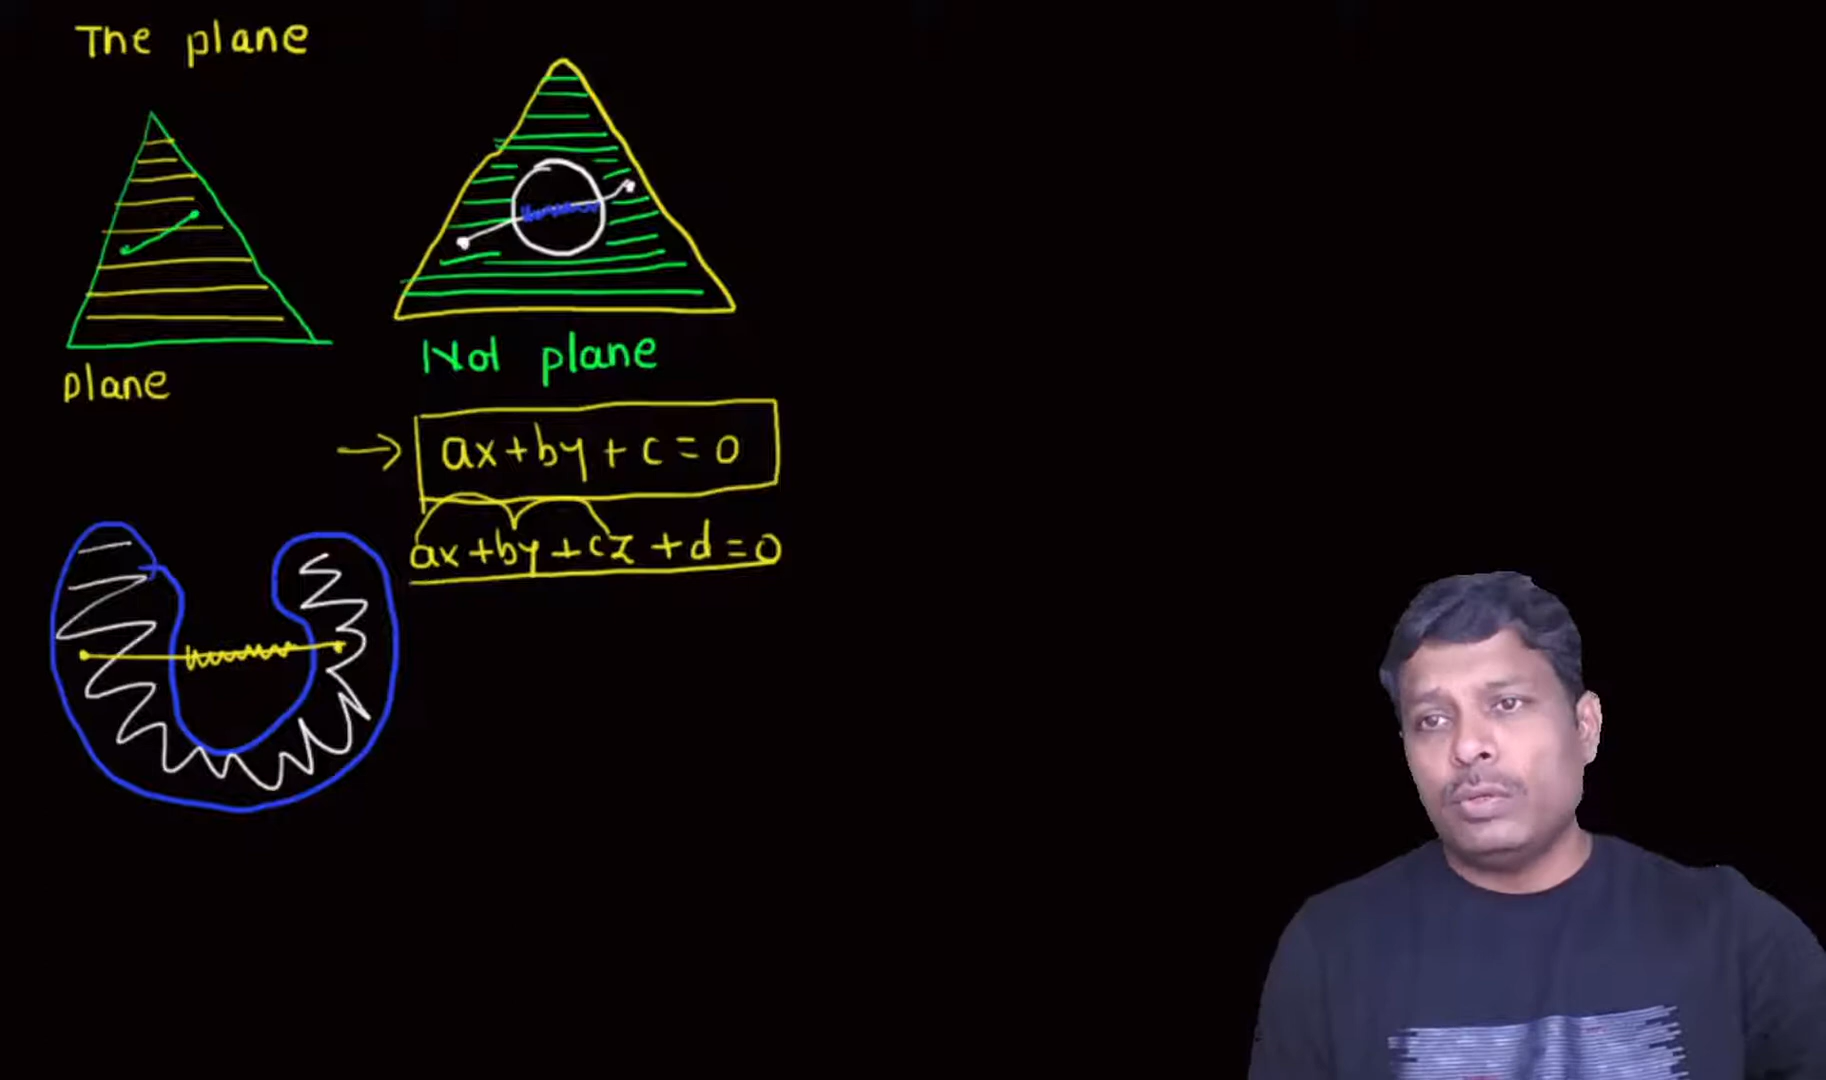 The plane
plane
Not plane
→ ax+by+c=0
ax+by+cz+d=0